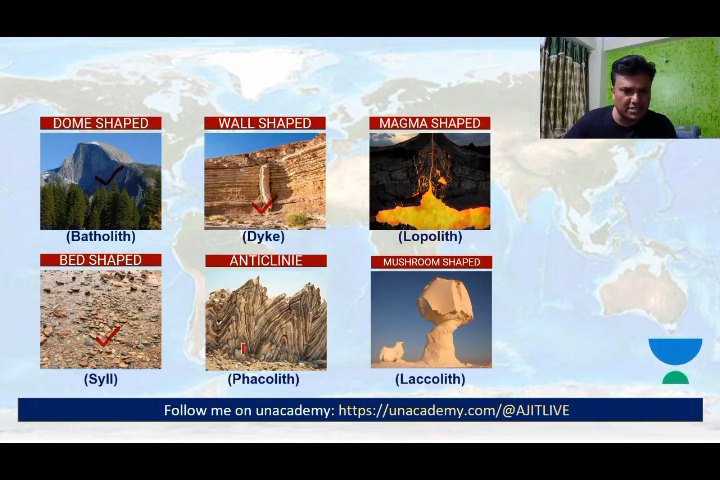 DOME SHAPED
WALL SHAPED
MAGMA SHAPED
(Batholith)
(Dyke)
(Lopolith)
BED SHAPED
ANTICLINIE
MUSHROOM SHAPED
(Syll)
(Phacolith)
(Laccolith)
Follow me on unacademy: https://unacademy.com/@AJITLIVE